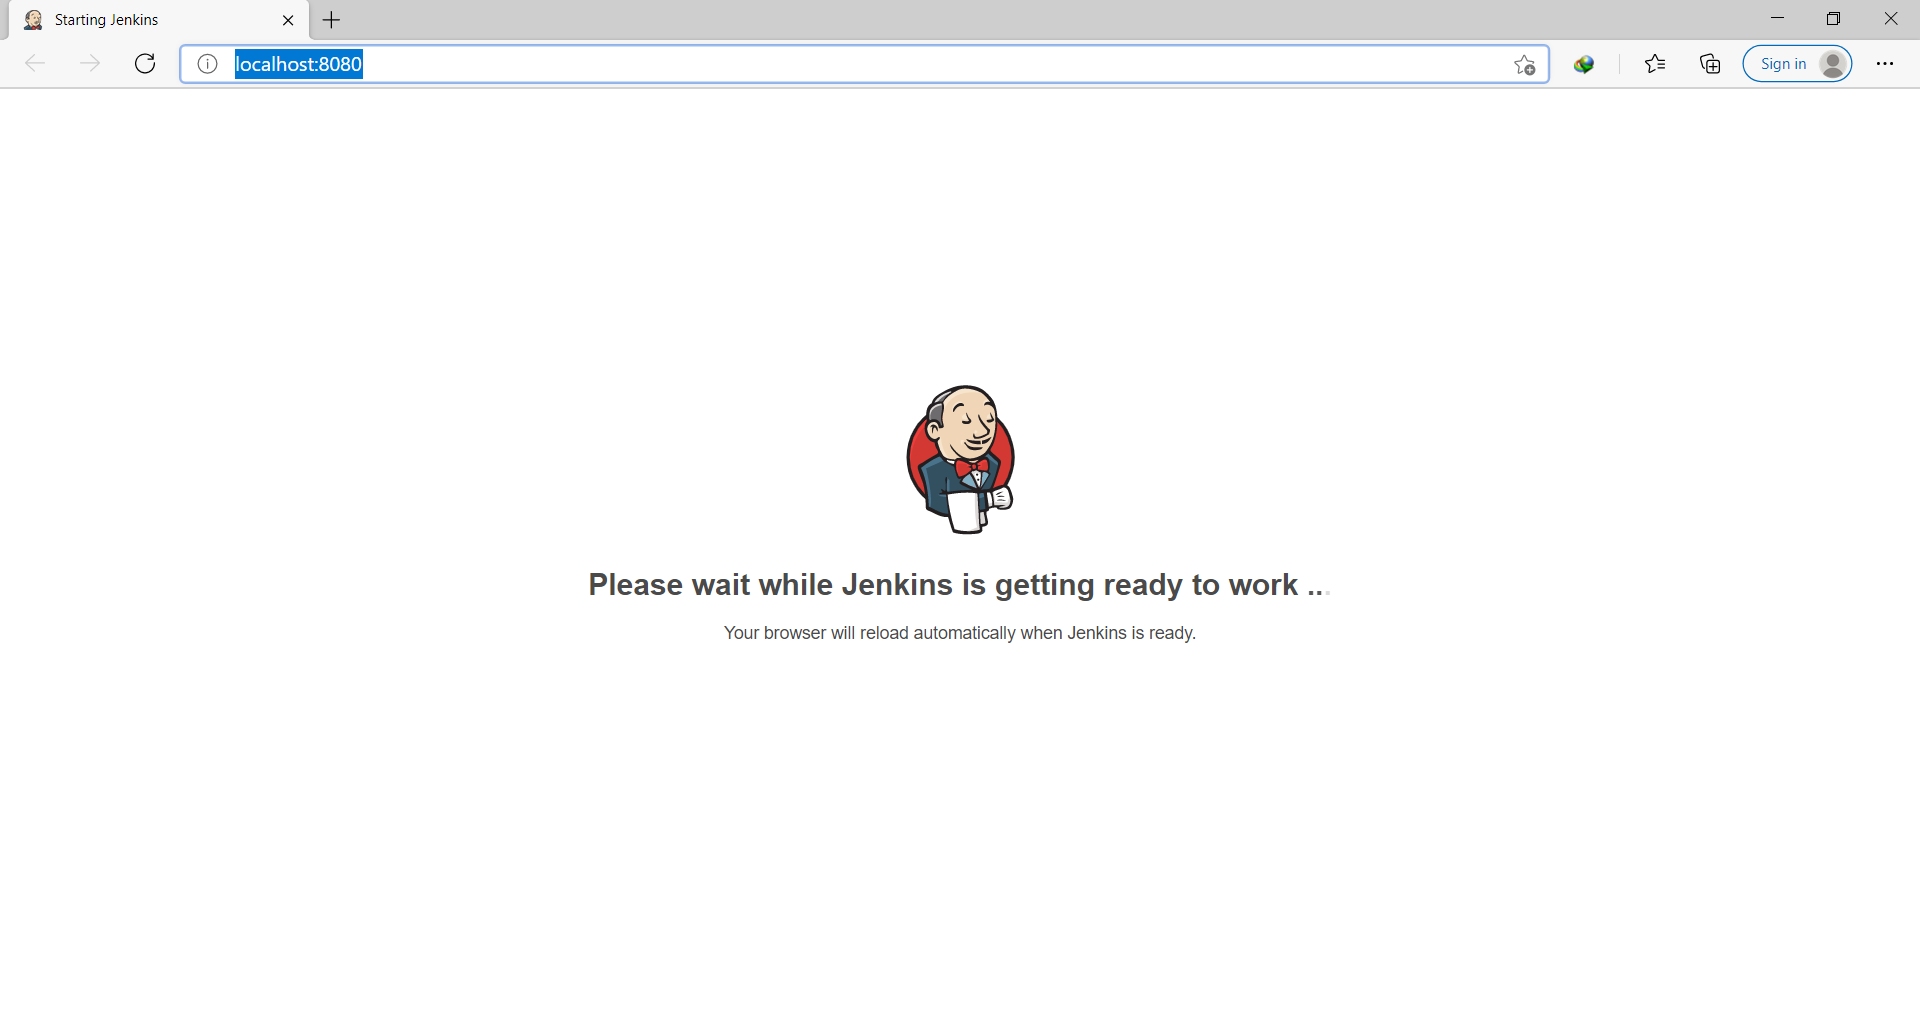 Starting Jenkins
localhost:8080
Sign in
Please wait while Jenkins is getting ready to work ...
Your browser will reload automatically when Jenkins is ready.